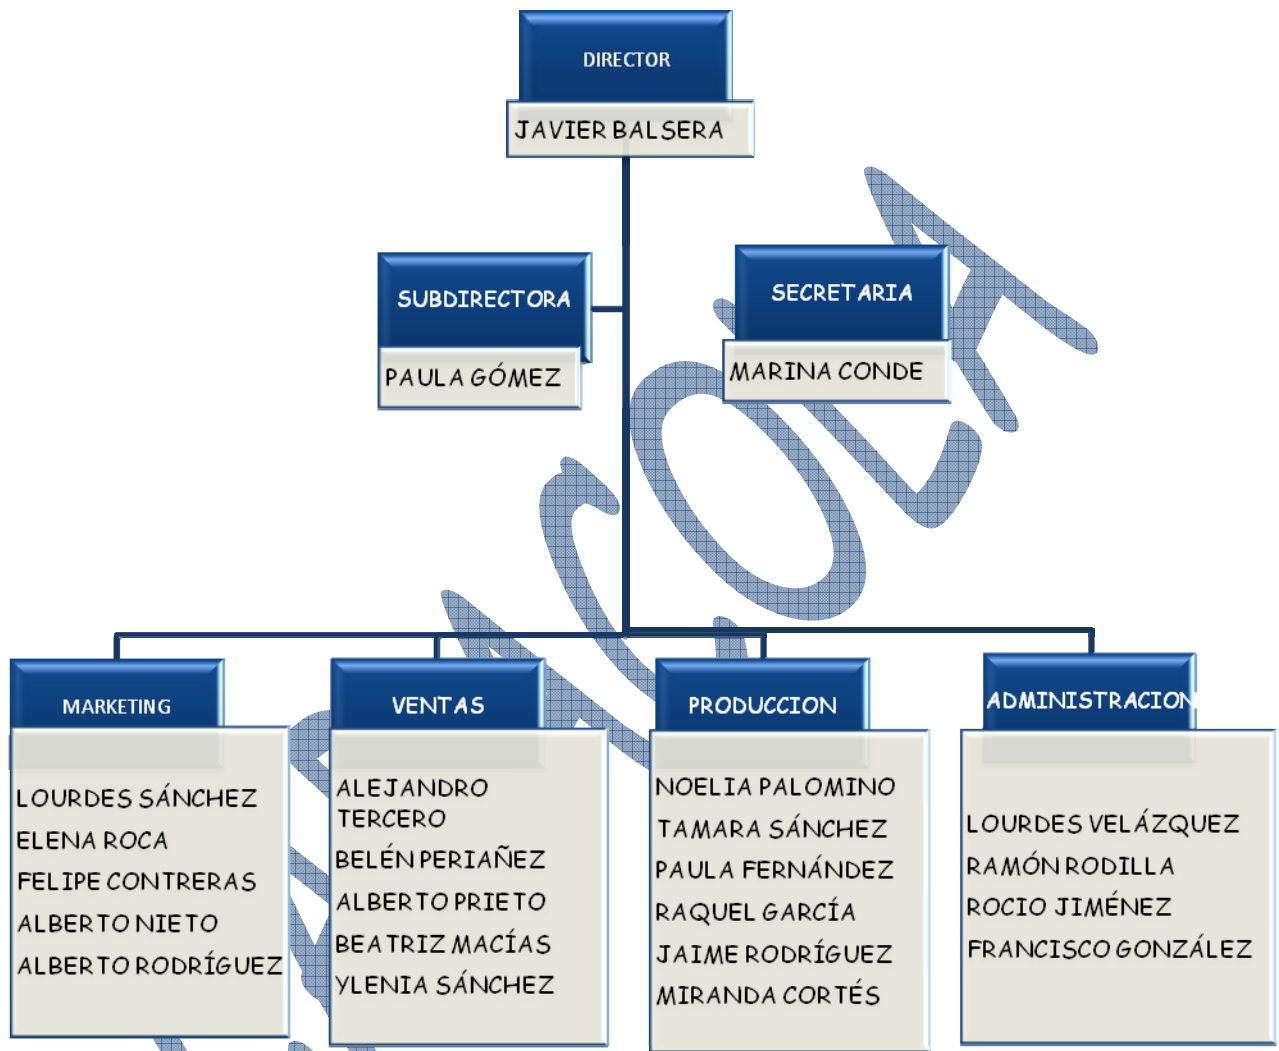 DIRECTOR
JAVIER BALSERA
SUBDIRECTORA
PAULA GÓMEZ
SECRETARIA
MARINA CONDE
MARKETING
LOURDES SÁNCHEZ
ELENA ROCA
FELIPE CONTRERAS
ALBERTO NIETO
ALBERTO RODRÍGUEZ
VENTAS
ALEJANDRO
TERCERO
BELÉN PERIAÑEZ
ALBERTO PRIETO
BEATRIZ MACÍAS
YLENIA SÁNCHEZ
PRODUCCION
NOELIA PALOMINO
TAMARA SÁNCHEZ
PAULA FERNÁNDEZ
RAQUEL GARCÍA
JAIME RODRÍGUEZ
MIRANDA CORTÉS
ADMINISTRACION
LOURDES VELÁZQUEZ
RAMÓN RODILLA
ROCIO JIMÉNEZ
FRANCISCO GONZÁLEZ